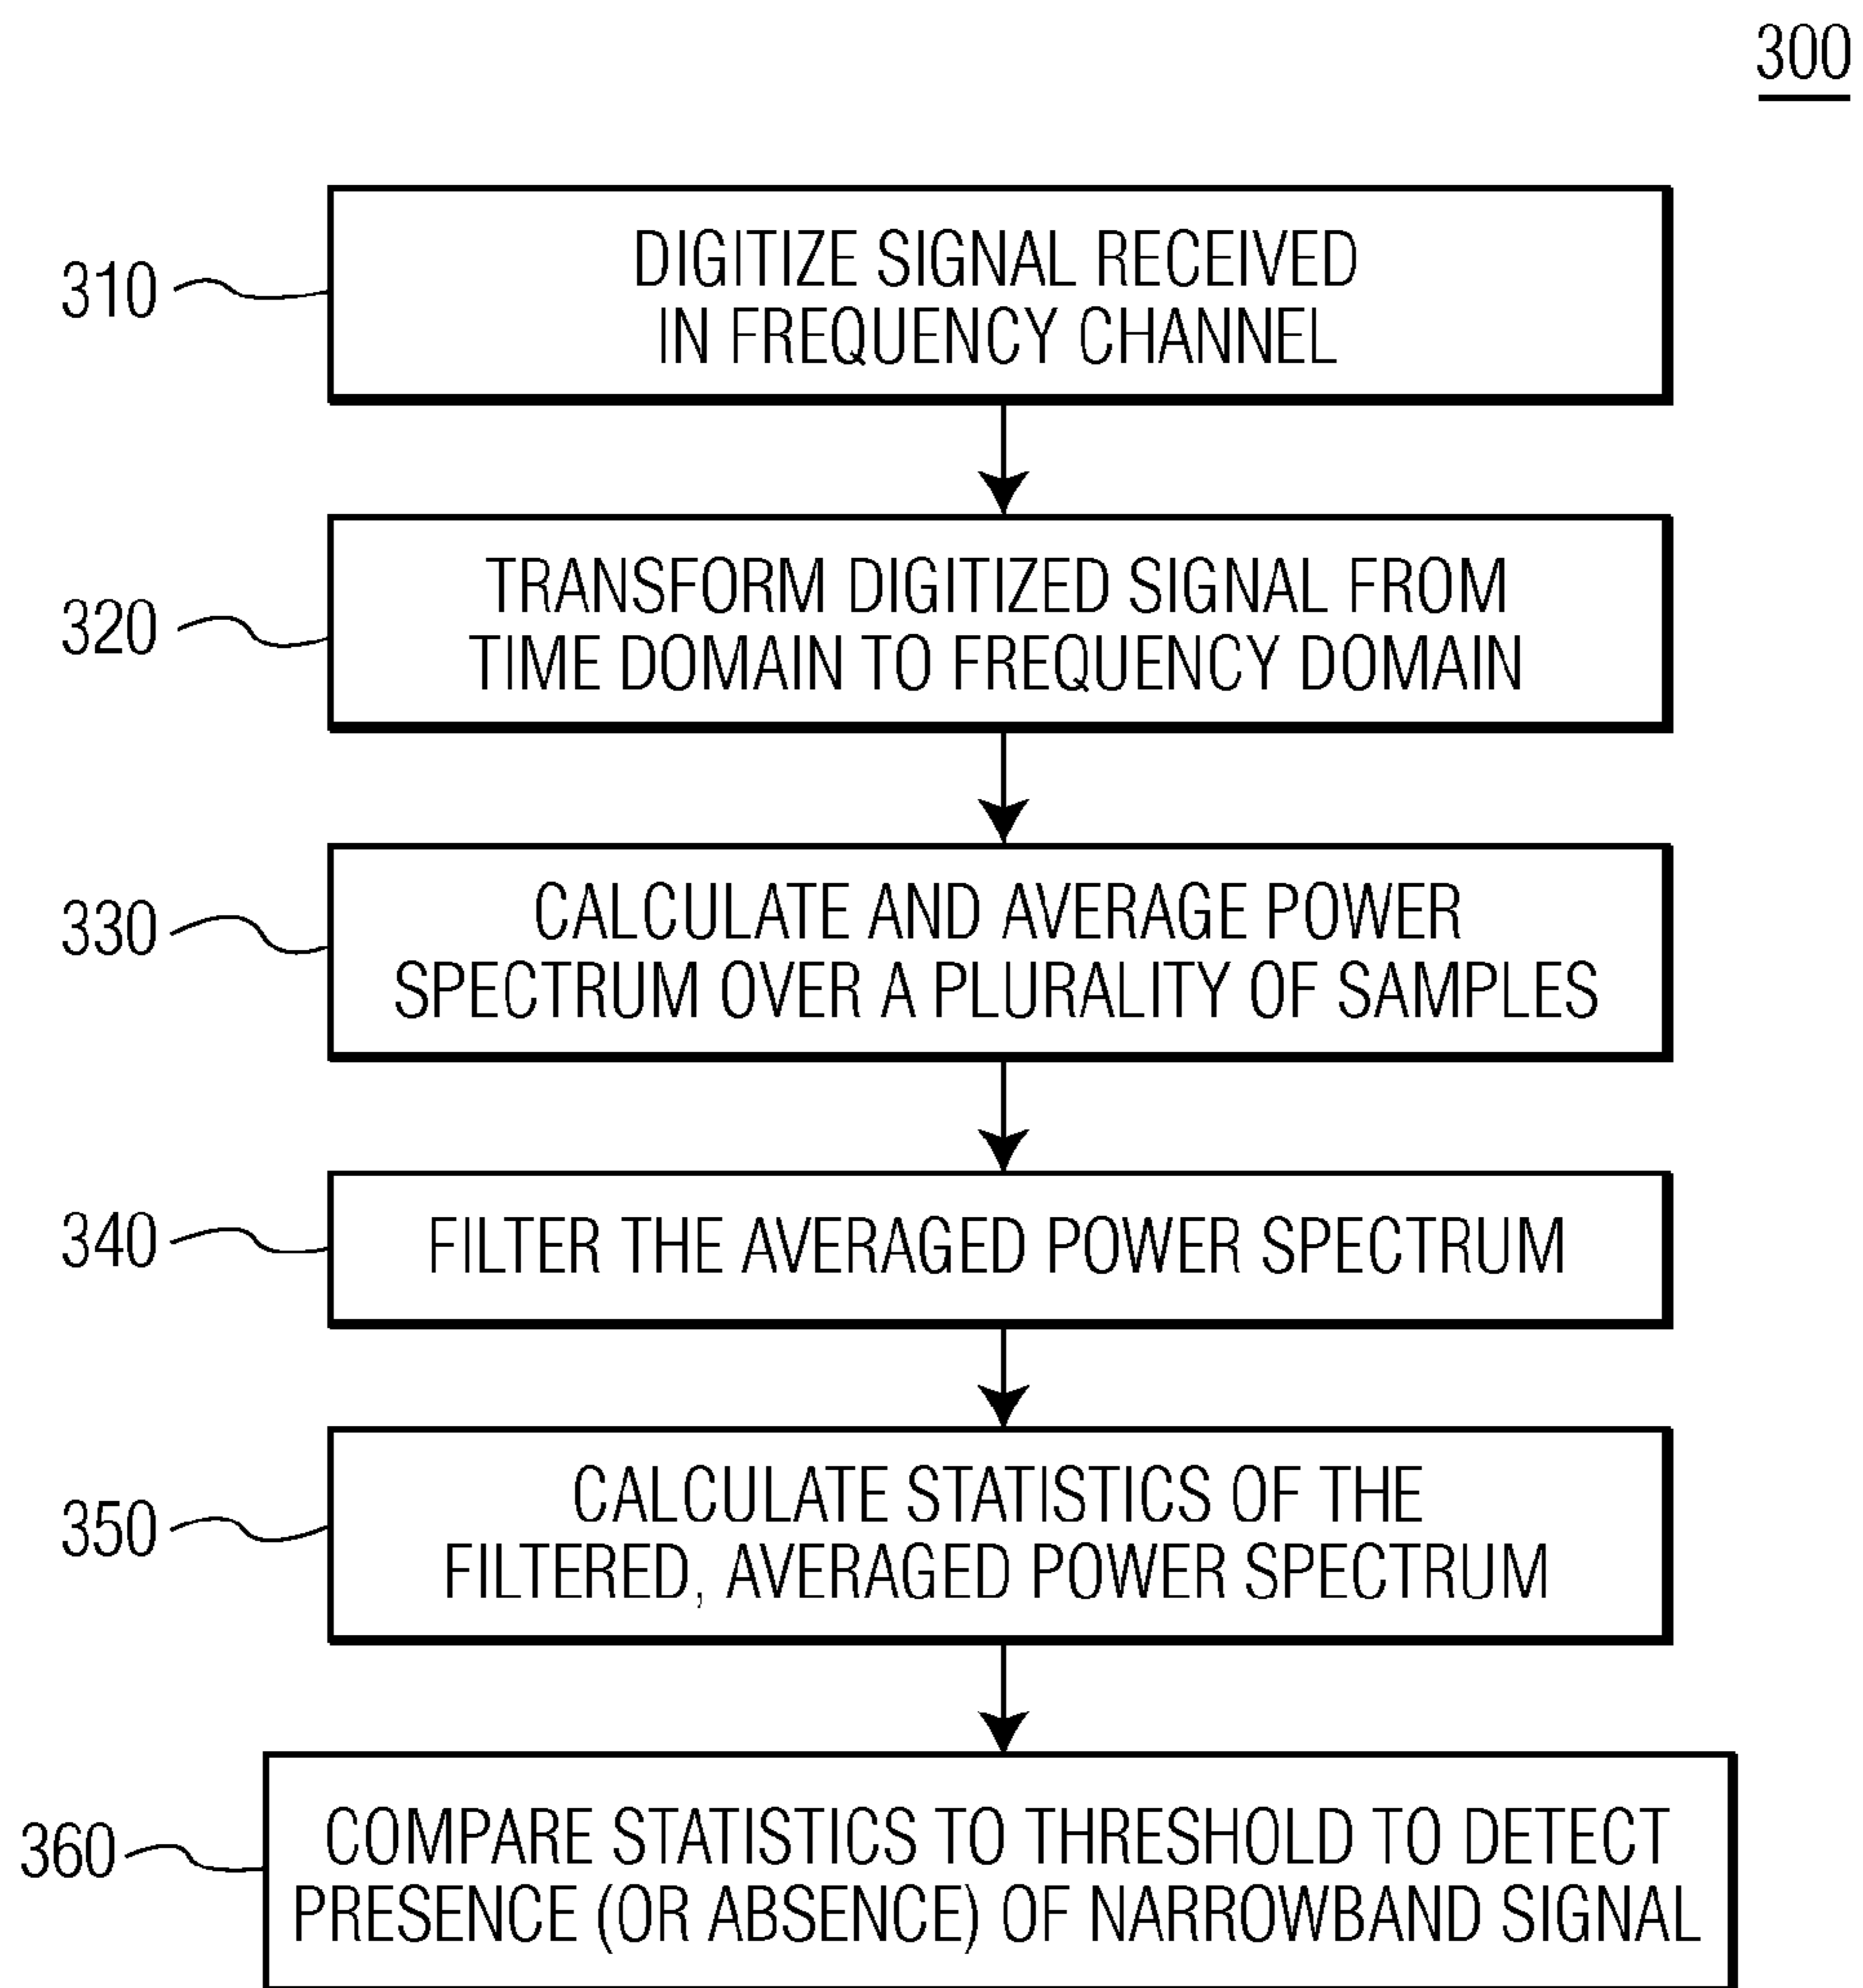 300
310
DIGITIZE SIGNAL RECEIVED
IN FREQUENCY CHANNEL
320
TRANSFORM DIGITIZED SIGNAL FROM
TIME DOMAIN TO FREQUENCY DOMAIN
330
CALCULATE AND AVERAGE POWER
SPECTRUM OVER A PLURALITY OF SAMPLES
340
FILTER THE AVERAGED POWER SPECTRUM
350
CALCULATE STATISTICS OF THE
FILTERED, AVERAGED POWER SPECTRUM
360
COMPARE STATISTICS TO THRESHOLD TO DETECT
PRESENCE (OR ABSENCE) OF NARROWBAND SIGNAL